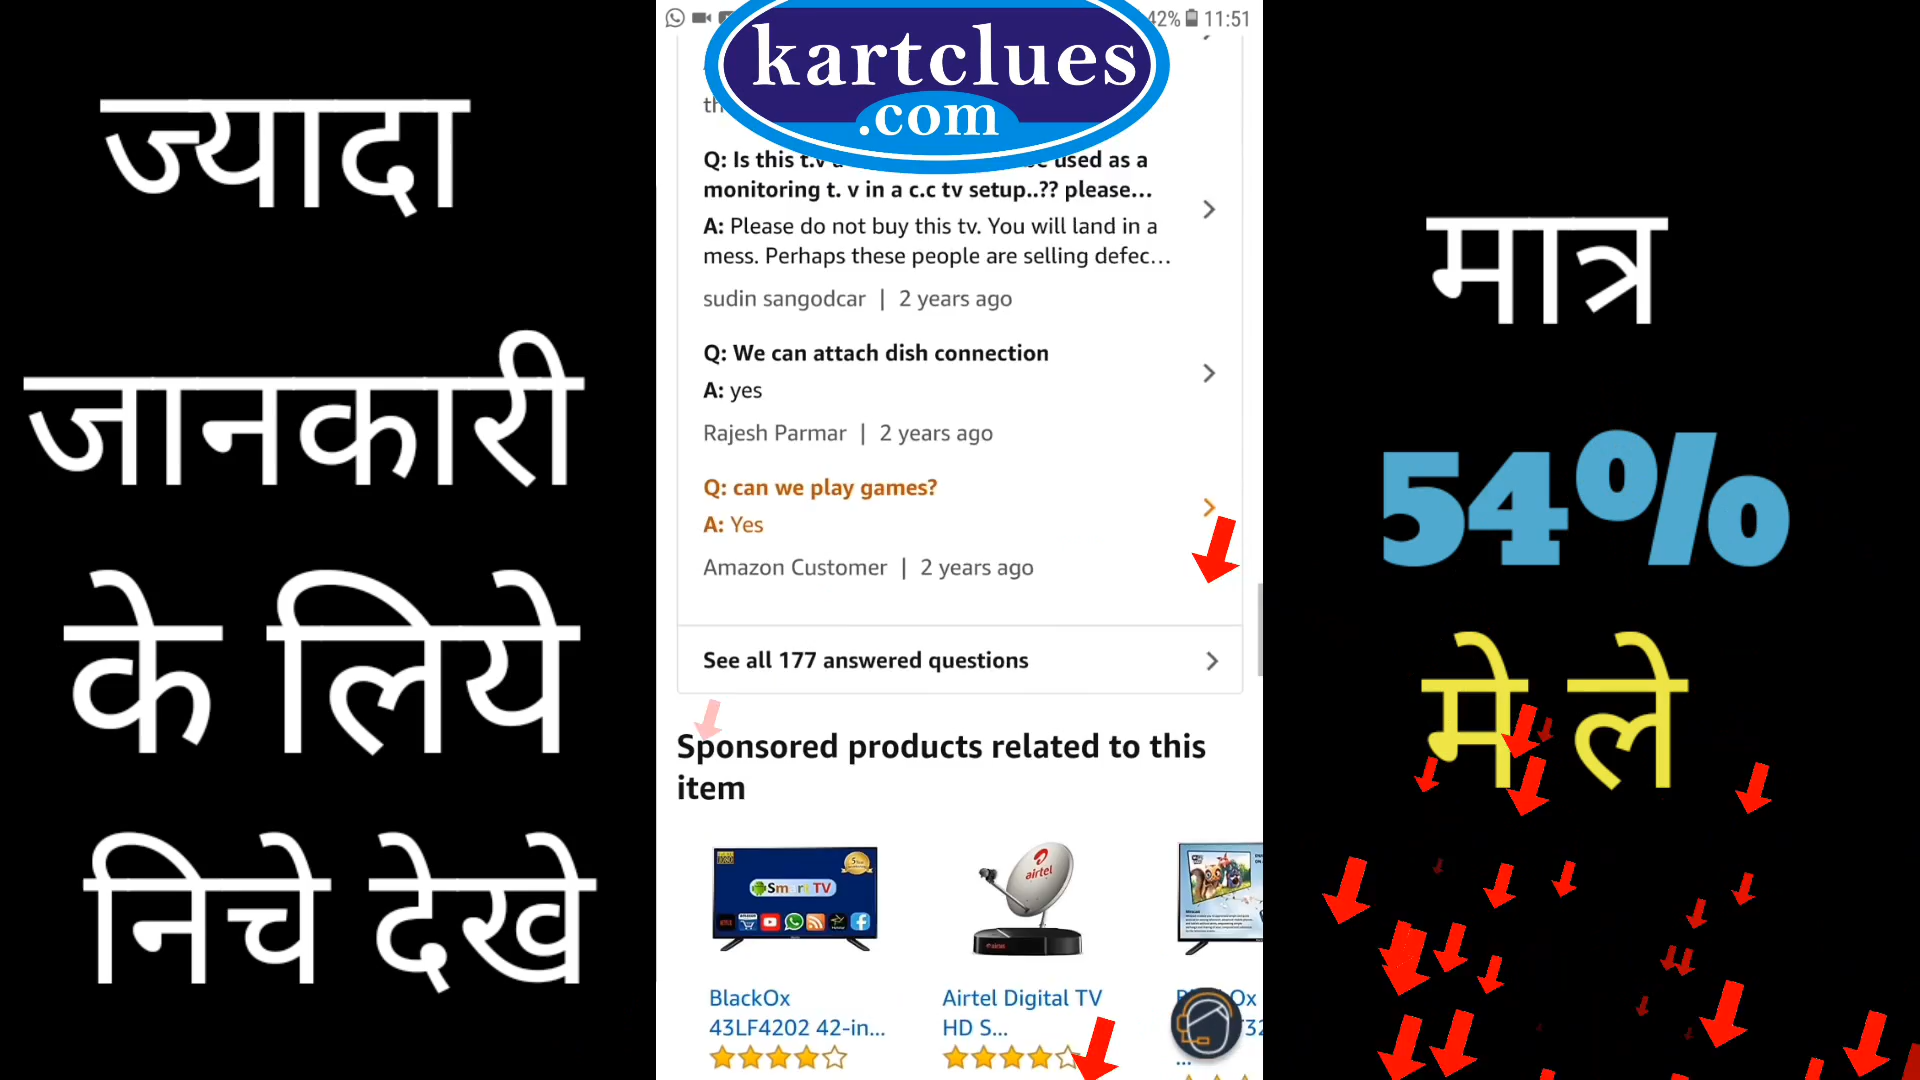 ज्यादा
जानकारी
के लिये
निचे देखे
42% 11:51
kartclues
.com
th
Q: Is this t.v used as a
monitoring t. v in a c.c tv setup..?? please...
A: Please do not buy this tv. You will land in a
mess. Perhaps these people are selling defec...
sudin sangodcar | 2 years ago
Q: We can attach dish connection
A: yes
Rajesh Parmar | 2 years ago
Q: can we play games?
A: Yes
Amazon Customer | 2 years ago
See all 177 answered questions
Sponsored products related to this
item
Smart TV
airtel
BlackOx
43LF4202 42-in...
Airtel Digital TV
HD S...
मात्र
54%
मे ले